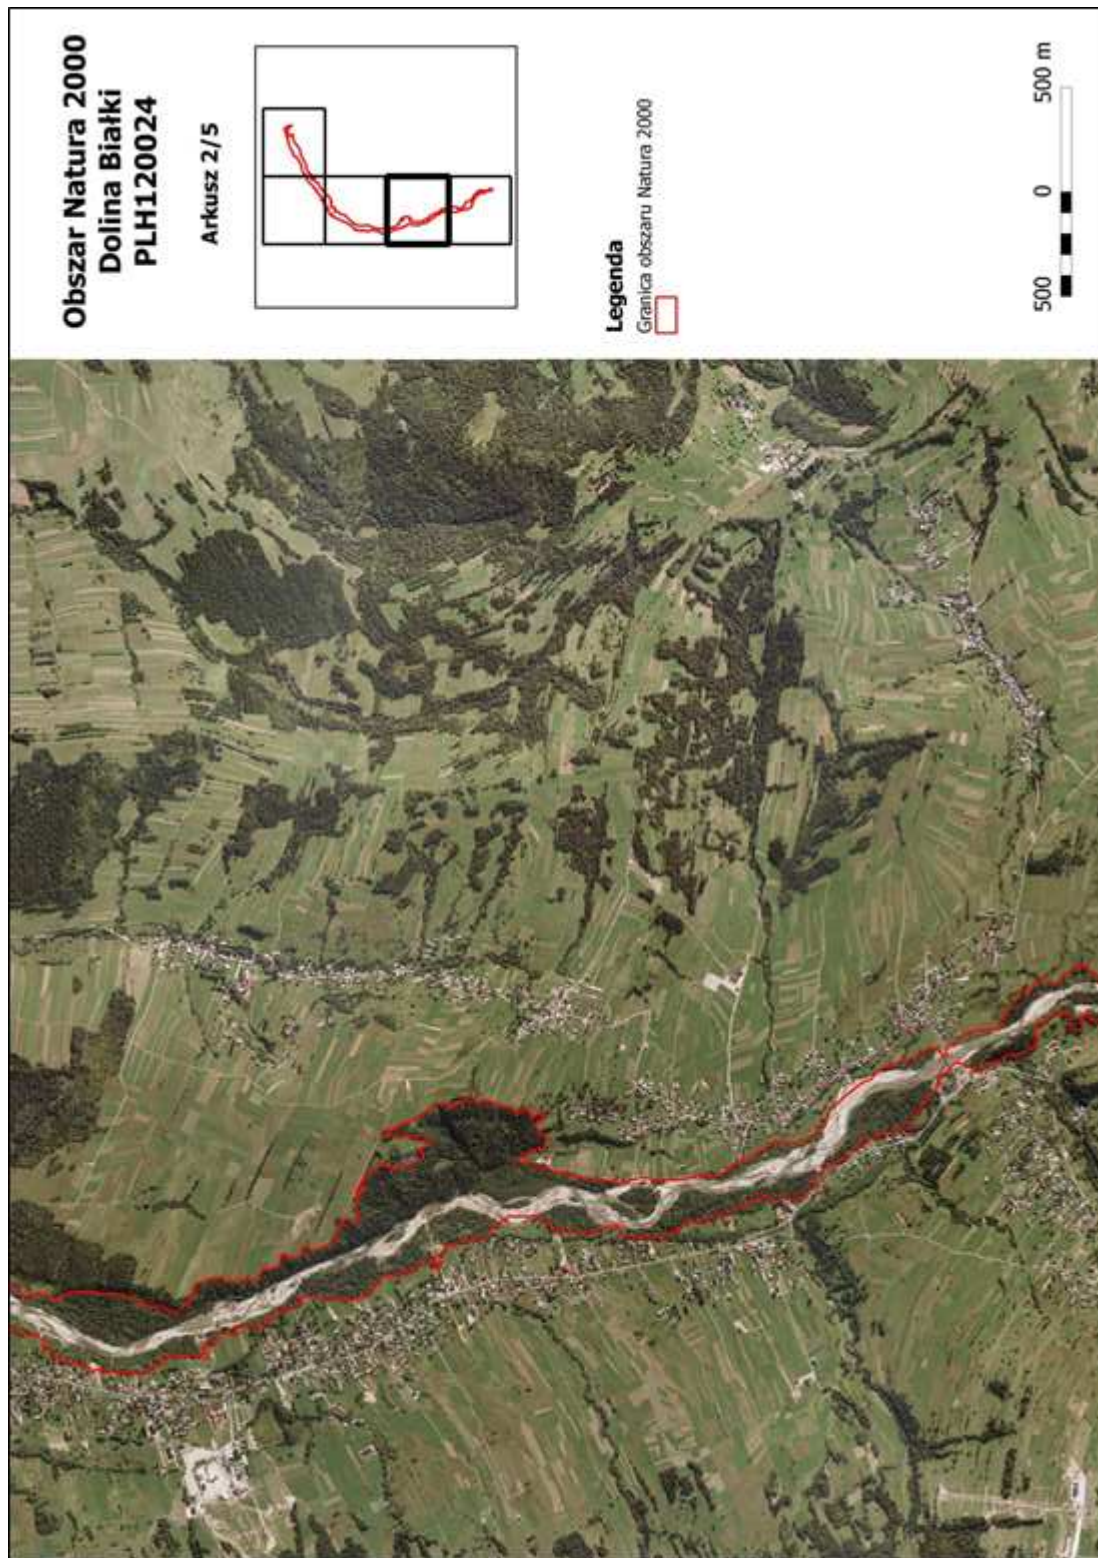 Obszar Natura 2000
Dolina Białki
PLH120024
Arkusz 2/5
Legenda
Granica obszaru Natura 2000
500 0 500 m